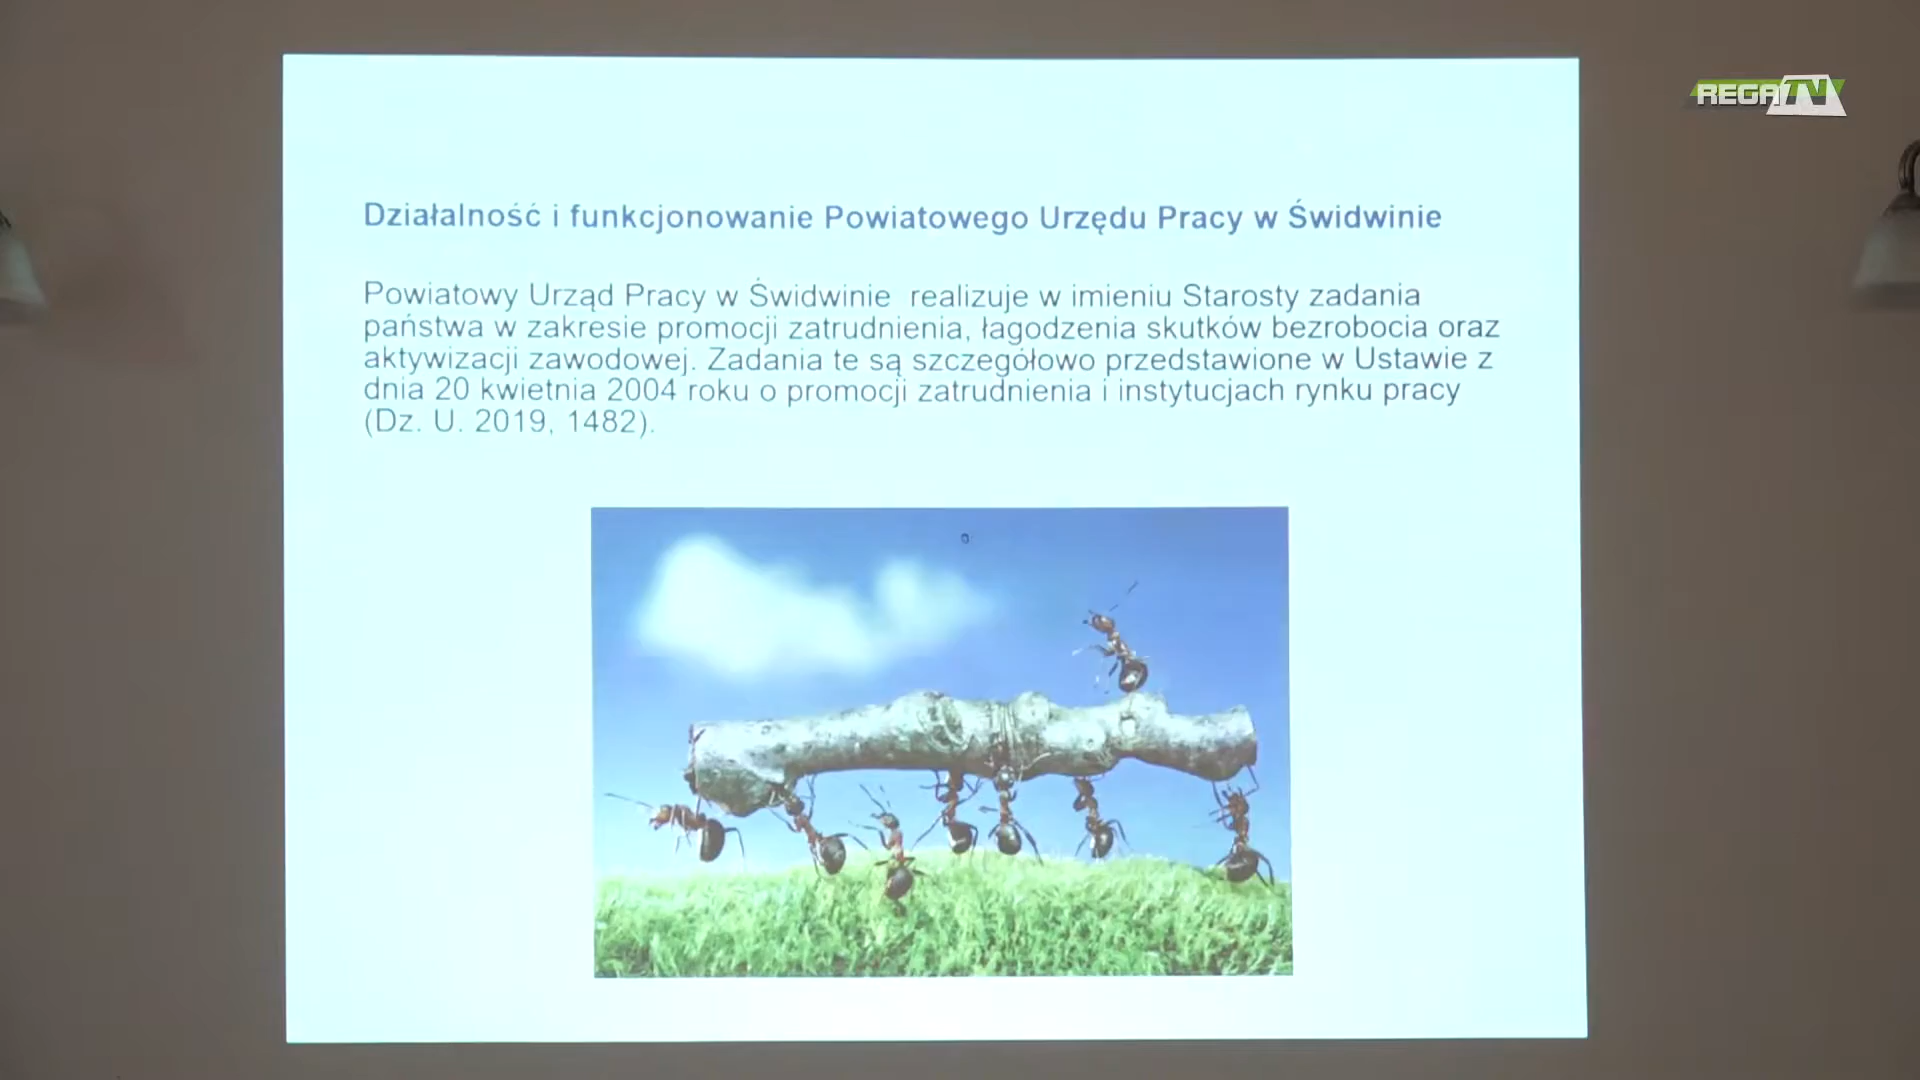 REGA TV
Działalność i funkcjonowanie Powiatowego Urzędu Pracy w Świdwinie
Powiatowy Urząd Pracy w Świdwinie realizuje w imieniu Starosty zadania
państwa w zakresie promocji zatrudnienia, łagodzenia skutków bezrobocia oraz
aktywizacji zawodowej. Zadania te są szczegółowo przedstawione w Ustawie z
dnia 20 kwietnia 2004 roku o promocji zatrudnienia i instytucjach rynku pracy
(Dz. U. 2019, 1482).